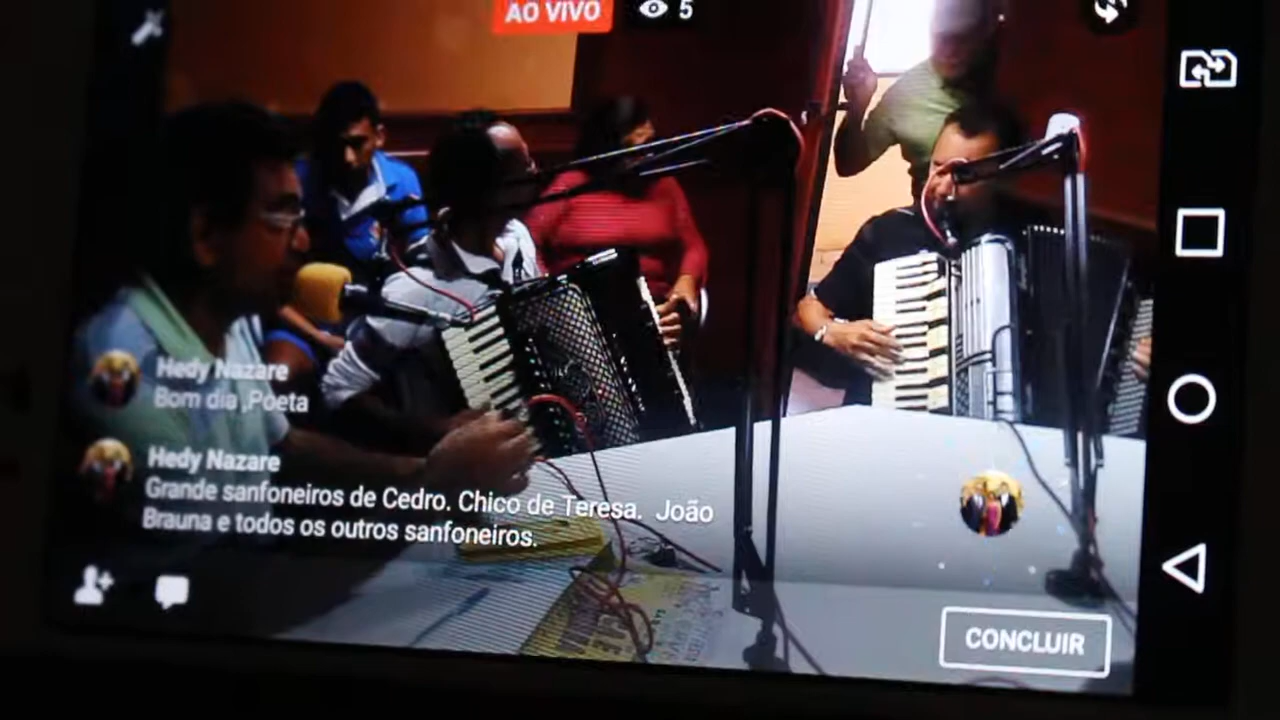 AO VIVO
5
Hedy Nazare
Bom dia ,Poeta
Hedy Nazare
Grande sanfoneiros de Cedro. Chico de Teresa. João
Brauna e todos os outros sanfoneiros.
CONCLUIR